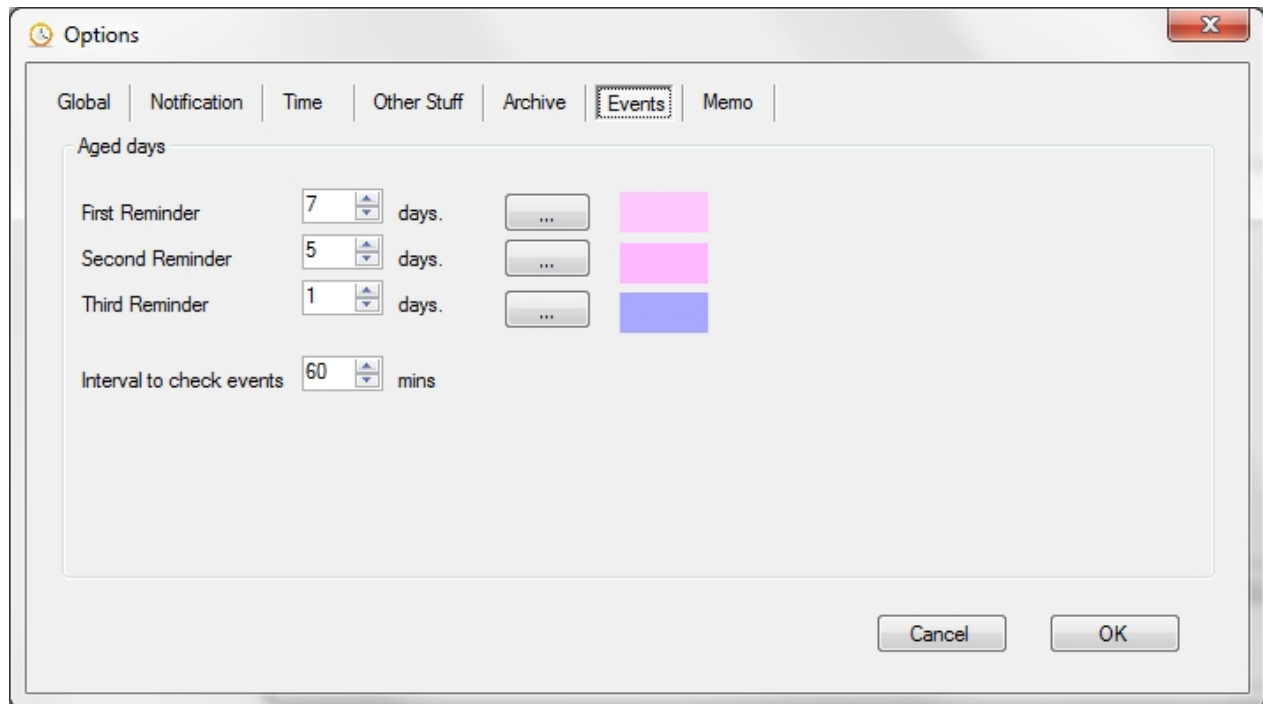 Options
X
Global Notification Time Other Stuff Archive Events Memo
Aged days
First Reminder 7 days. ...
Second Reminder 5 days. ...
Third Reminder 1 days. ...
Interval to check events 60 mins
Cancel OK